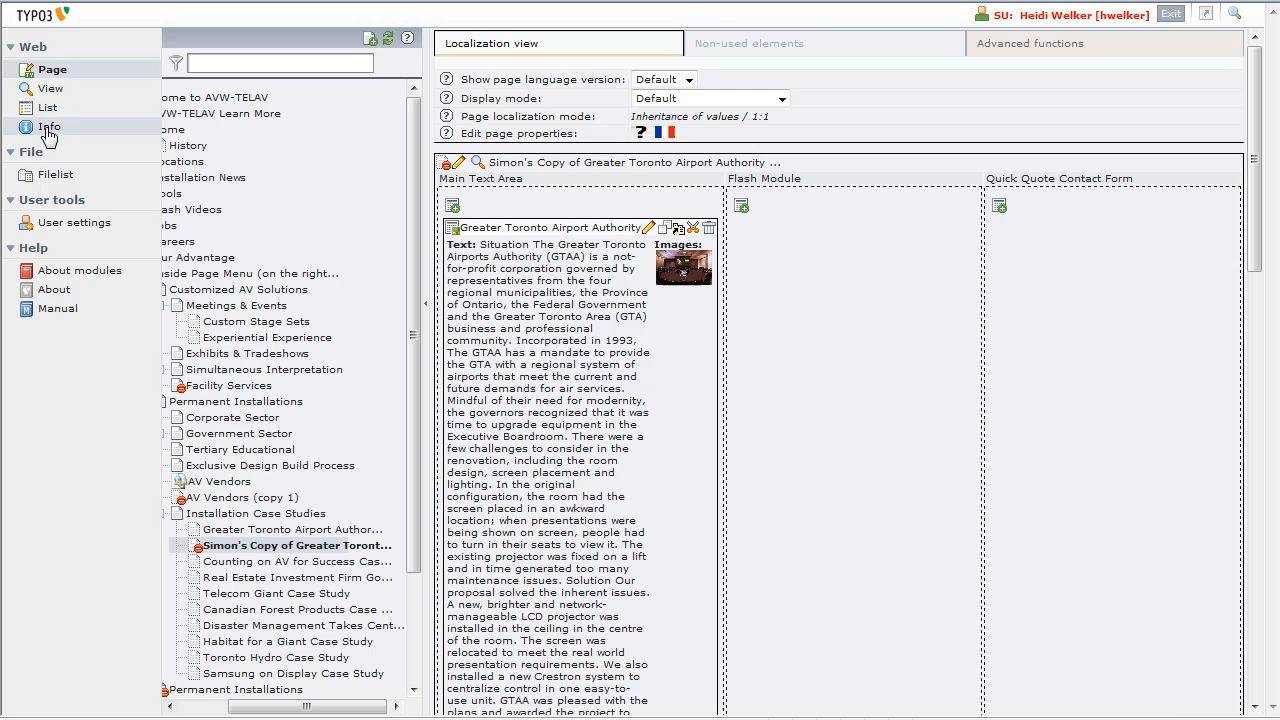 TYPO3
SU: Heidi Welker [hwelker]
Exit
Web
Page
View
List
Info
File
Filelist
User tools
User settings
Help
About modules
About
Manual
ome to AVW-TELAV
VW-TELAV Learn More
ome
History
ocations
nstallation News
ools
ash Videos
obs
areers
ur Advantage
nside Page Menu (on the right...
Customized AV Solutions
Meetings & Events
Custom Stage Sets
Experiential Experience
Exhibits & Tradeshows
Simultaneous Interpretation
Facility Services
Permanent Installations
Corporate Sector
Government Sector
Tertiary Educational
Exclusive Design Build Process
AV Vendors
AV Vendors (copy 1)
Installation Case Studies
Greater Toronto Airport Author...
Simon's Copy of Greater Toront...
Counting on AV for Success Cas...
Real Estate Investment Firm Go...
Telecom Giant Case Study
Canadian Forest Products Case ...
Disaster Management Takes Cent...
Habitat for a Giant Case Study
Toronto Hydro Case Study
Samsung on Display Case Study
Permanent Installations
Localization view
Non-used elements
Advanced functions
Show page language version: Default
Display mode: Default
Page localization mode: Inheritance of values / 1:1
Edit page properties: ?
Simon's Copy of Greater Toronto Airport Authority ...
Main Text Area
Flash Module
Quick Quote Contact Form
Greater Toronto Airport Authority
Text: Situation The Greater Toronto
Images:
Airports Authority (GTAA) is a not-
for-profit corporation governed by
representatives from the four
regional municipalities, the Province
of Ontario, the Federal Government
and the Greater Toronto Area (GTA)
business and professional
community. Incorporated in 1993,
The GTAA has a mandate to provide
the GTA with a regional system of
airports that meet the current and
future demands for air services.
Mindful of their need for modernity,
the governors recognized that it was
time to upgrade equipment in the
Executive Boardroom. There were a
few challenges to consider in the
renovation, including the room
design, screen placement and
lighting. In the original
configuration, the room had the
screen placed in an awkward
location; when presentations were
being shown on screen, people had
to turn in their seats to view it. The
existing projector was fixed on a lift
and in time generated too many
maintenance issues. Solution Our
proposal solved the inherent issues.
A new, brighter and network-
manageable LCD projector was
installed in the ceiling in the centre
of the room. The screen was
relocated to meet the real world
presentation requirements. We also
installed a new Crestron system to
centralize control in one easy-to-
use unit. GTAA was pleased with the
plans and awarded the project to